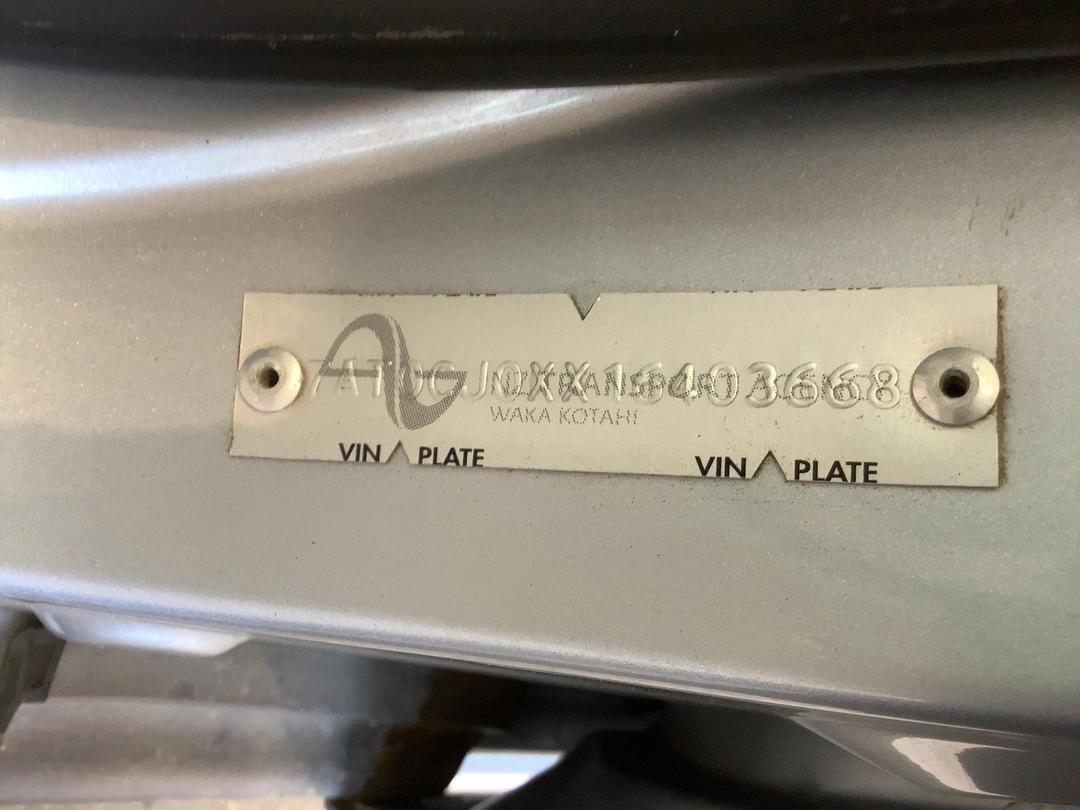 7AT0CJ0XX16403668
NZ TRANSPORT AGENCY
WAKA KOTAHI
VIN PLATE VIN PLATE